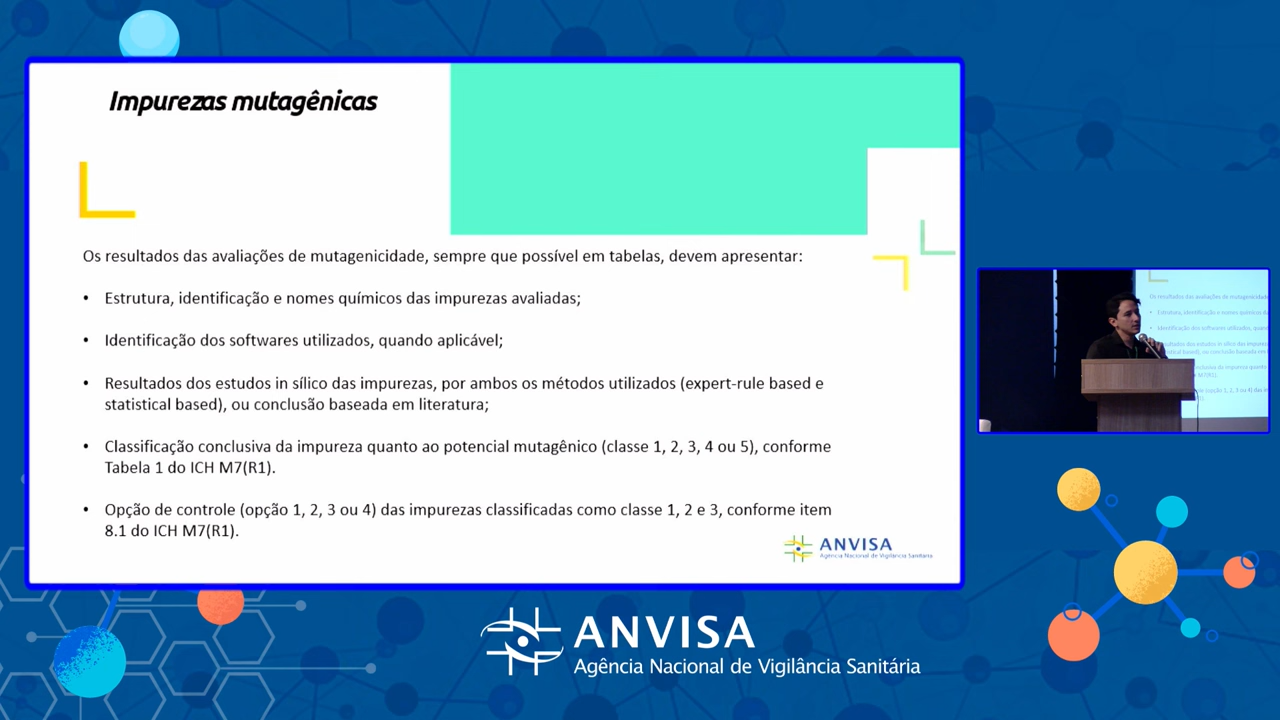 Impurezas mutagênicas
Os resultados das avaliações de mutagenicidade, sempre que possível em tabelas, devem apresentar:
• Estrutura, identificação e nomes químicos das impurezas avaliadas;
• Identificação dos softwares utilizados, quando aplicável;
• Resultados dos estudos in sílico das impurezas, por ambos os métodos utilizados (expert-rule based e
statistical based), ou conclusão baseada em literatura;
• Classificação conclusiva da impureza quanto ao potencial mutagênico (classe 1, 2, 3, 4 ou 5), conforme
Tabela 1 do ICH M7(R1).
• Opção de controle (opção 1, 2, 3 ou 4) das impurezas classificadas como classe 1, 2 e 3, conforme item
8.1 do ICH M7(R1).
ANVISA
Agência Nacional de Vigilância Sanitária
ANVISA
Agência Nacional de Vigilância Sanitária